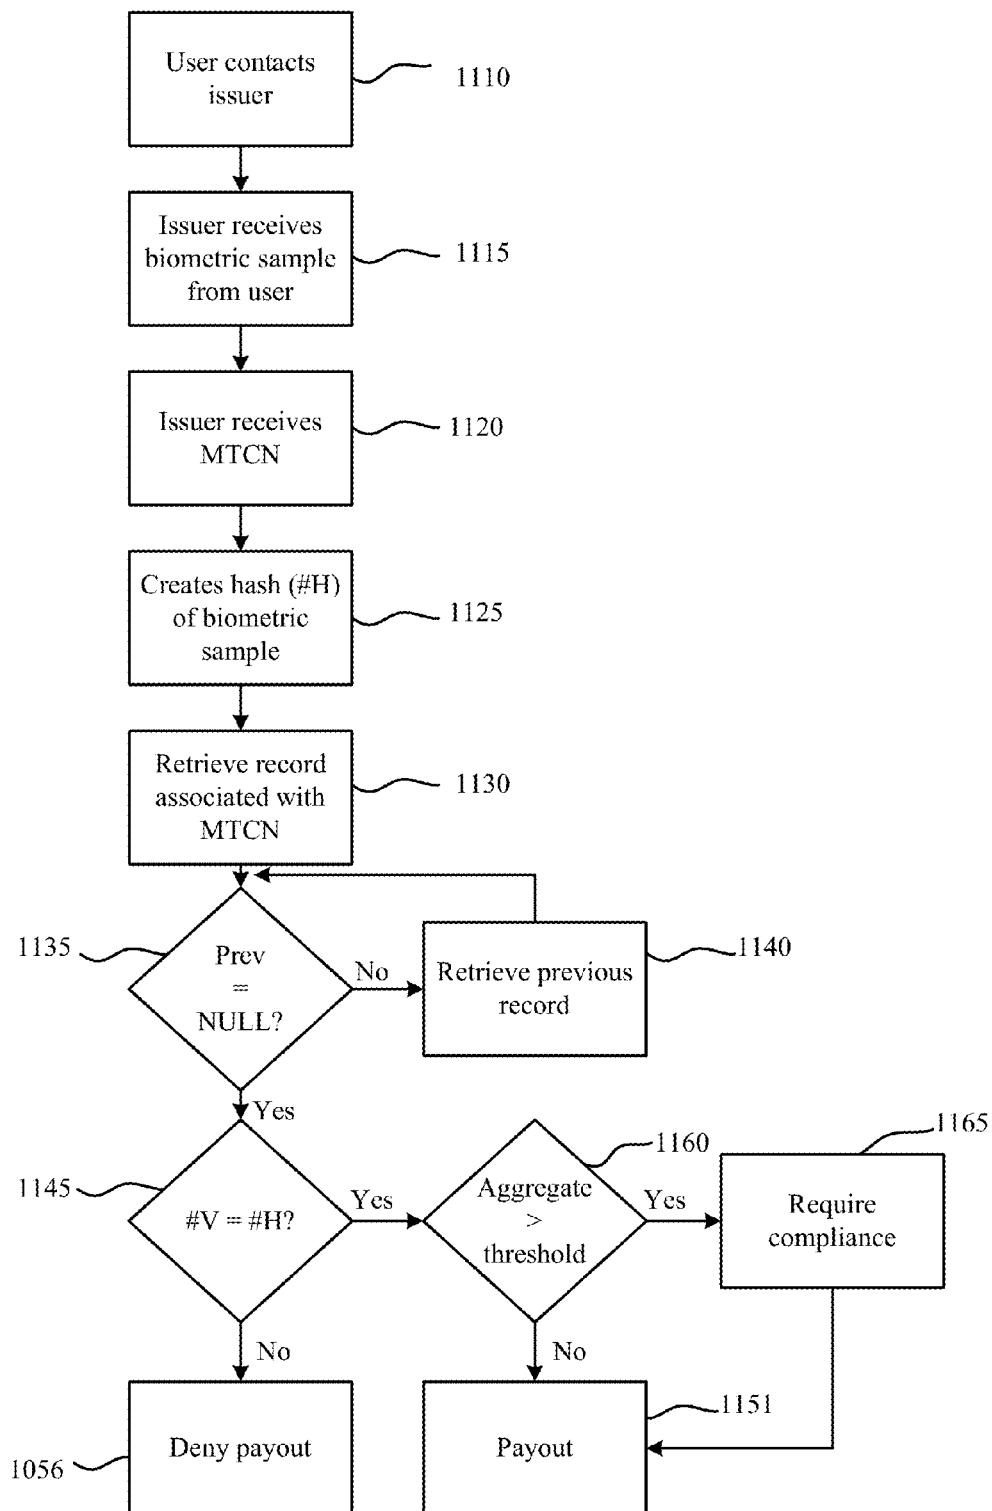 User contacts
issuer
1110
Issuer receives
biometric sample
from user
1115
Issuer receives
MTCN
1120
Creates hash (#H)
of biometric
sample
1125
Retrieve record
associated with
MTCN
1130
1135
Prev
=
NULL?
No
Retrieve previous
record
1140
Yes
1145
#V = #H?
Yes
Aggregate
>
threshold
1160
Yes
Require
compliance
1165
No
No
Deny payout
1056
Payout
1151